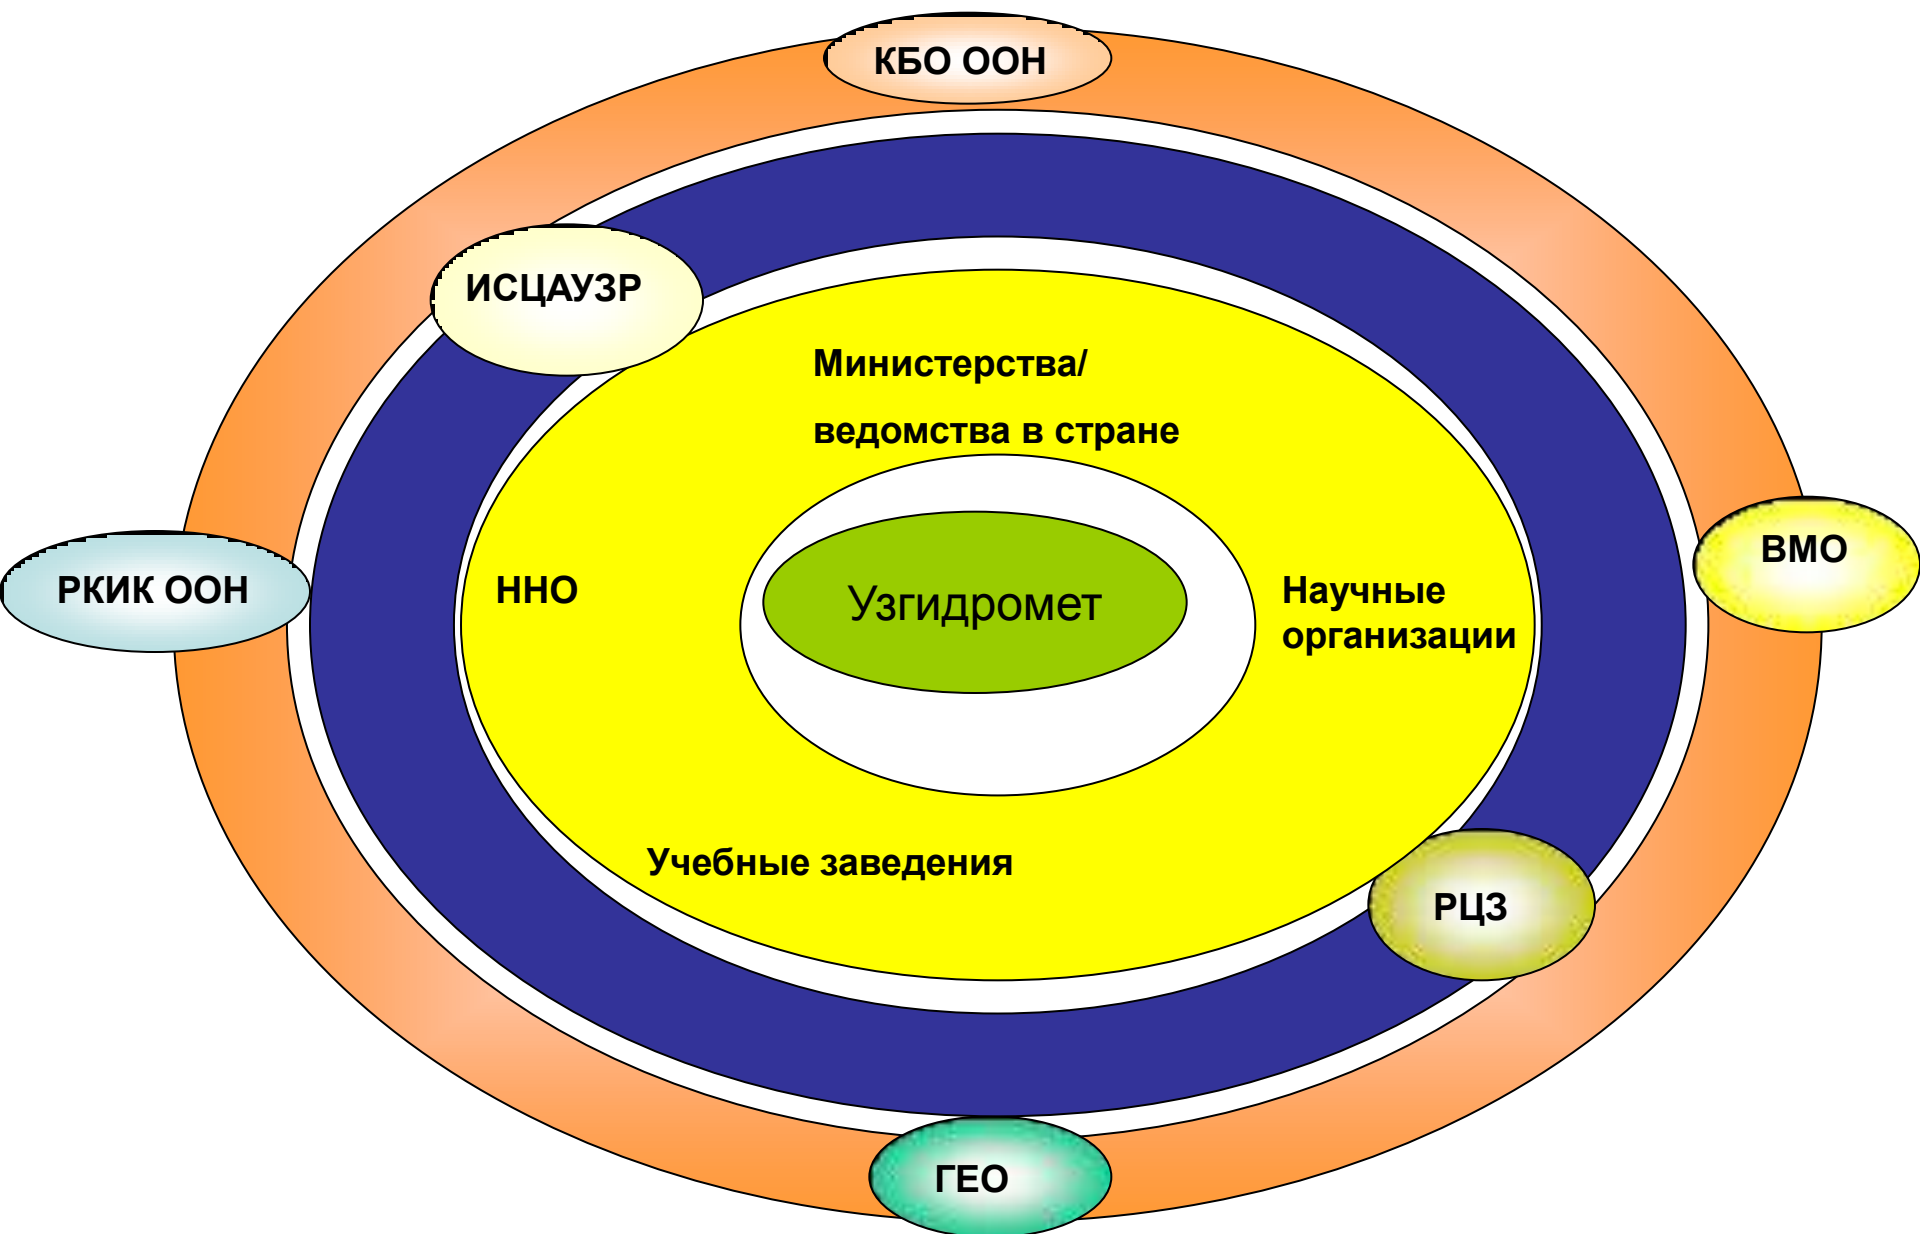 КБО ООН
ИСЦАУЗР
Министерства/
ведомства в стране
РКИК ООН
ННО
Узгидромет
Научные
организации
ВМО
Учебные заведения
РЦЗ
ГЕО